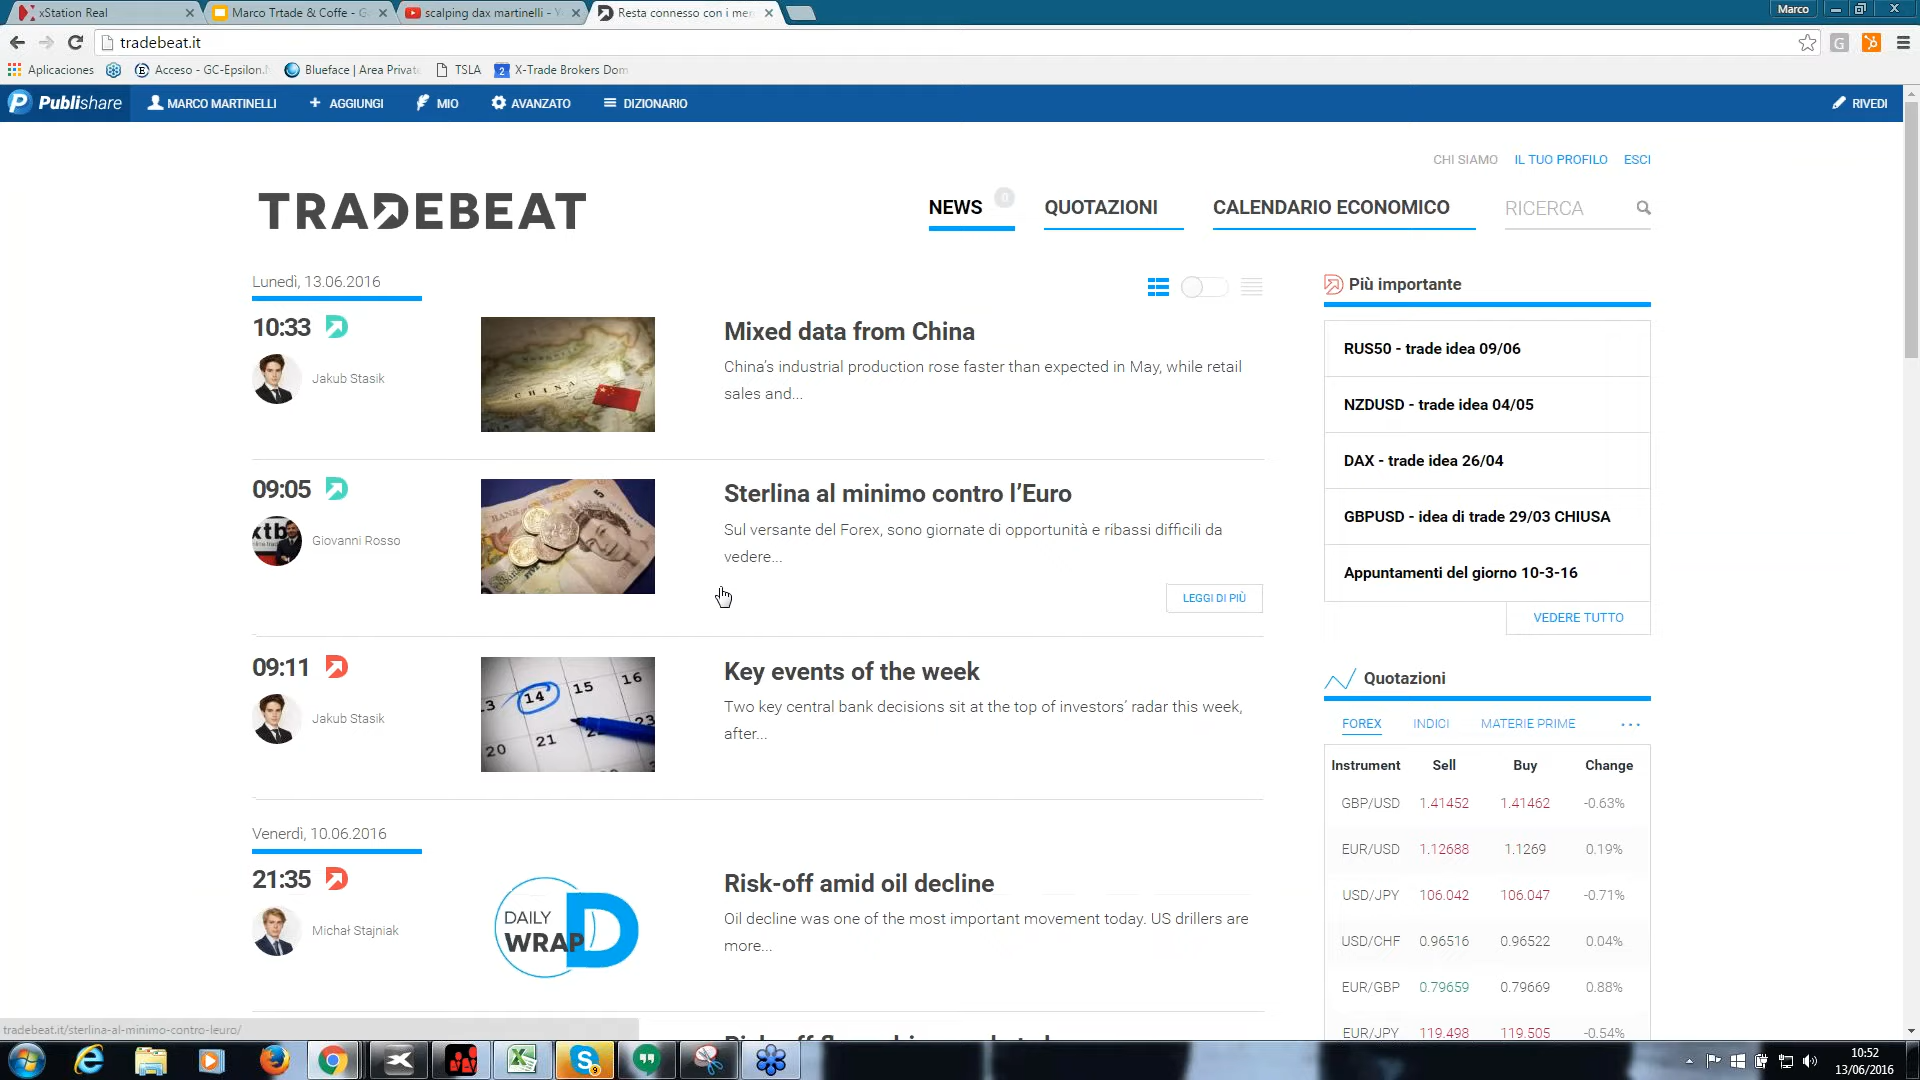 xStation Real
Marco Trtade & Coffe - G
scalping dax martinelli - Y
Resta connesso con i mer
Marco
tradebeat.it
Aplicaciones
Acceso - GC-Epsilon.N
Blueface | Area Privat
TSLA
X-Trade Brokers Dom
Publishare
MARCO MARTINELLI
AGGIUNGI
MIO
AVANZATO
DIZIONARIO
RIVEDI
CHI SIAMO
IL TUO PROFILO
ESCI
TRADEBEAT
NEWS
0
QUOTAZIONI
CALENDARIO ECONOMICO
RICERCA
Lunedì, 13.06.2016
10:33
Jakub Stasik
CHINA
Mixed data from China
China's industrial production rose faster than expected in May, while retail
sales and...
09:05
xtb
Giovanni Rosso
Sterlina al minimo contro l'Euro
Sul versante del Forex, sono giornate di opportunità e ribassi difficili da
vedere...
LEGGI DI PIÙ
09:11
Jakub Stasik
13 14 15 16
20 21 23
Key events of the week
Two key central bank decisions sit at the top of investors' radar this week,
after...
Venerdì, 10.06.2016
21:35
Michał Stajniak
DAILY
WRAP
Risk-off amid oil decline
Oil decline was one of the most important movement today. US drillers are
more...
Più importante
RUS50 - trade idea 09/06
NZDUSD - trade idea 04/05
DAX - trade idea 26/04
GBPUSD - idea di trade 29/03 CHIUSA
Appuntamenti del giorno 10-3-16
VEDERE TUTTO
Quotazioni
FOREX
INDICI
MATERIE PRIME
...
Instrument Sell Buy Change
GBP/USD 1.41452 1.41462 -0.63%
EUR/USD 1.12688 1.1269 0.19%
USD/JPY 106.042 106.047 -0.71%
USD/CHF 0.96516 0.96522 0.04%
EUR/GBP 0.79659 0.79669 0.88%
EUR/JPY 119.498 119.505 -0.54%
tradebeat.it/sterlina-al-minimo-contro-leuro/
10:52
13/06/2016